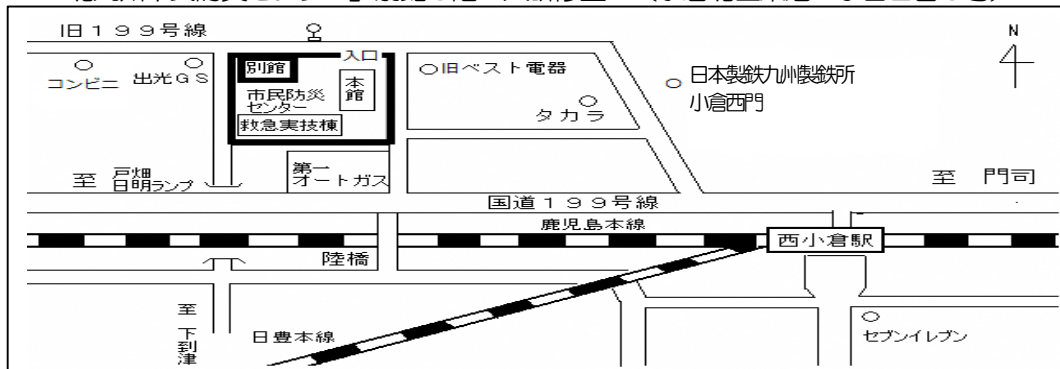 旧１９９号線
入口
N
コンビニ
出光ＧＳ
別館
本館
市民防災
センター
救急実技棟
旧ベスト電器
タカラ
日本製鉄九州製鉄所
小倉西門
至 戸畑
日明ランプ
第一
オートガス
至 門司
国道１９９号線
鹿児島本線
西小倉駅
陸橋
至 下到津
日豊本線
セブンイレブン